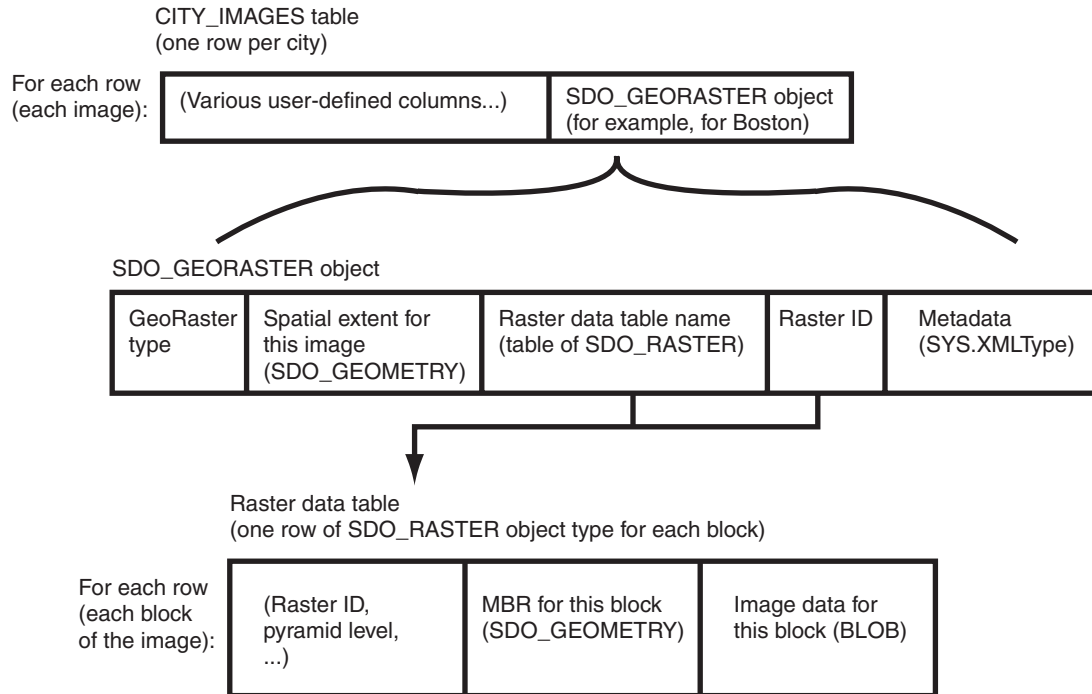 CITY_IMAGES table
(one row per city)
For each row
(each image):
(Various user-defined columns...)
SDO_GEORASTER object
(for example, for Boston)
SDO_GEORASTER object
GeoRaster
type
Spatial extent for
this image
(SDO_GEOMETRY)
Raster data table name
(table of SDO_RASTER)
Raster ID
Metadata
(SYS.XMLType)
Raster data table
(one row of SDO_RASTER object type for each block)
For each row
(each block
of the image):
(Raster ID,
pyramid level,
...)
MBR for this block
(SDO_GEOMETRY)
Image data for
this block (BLOB)